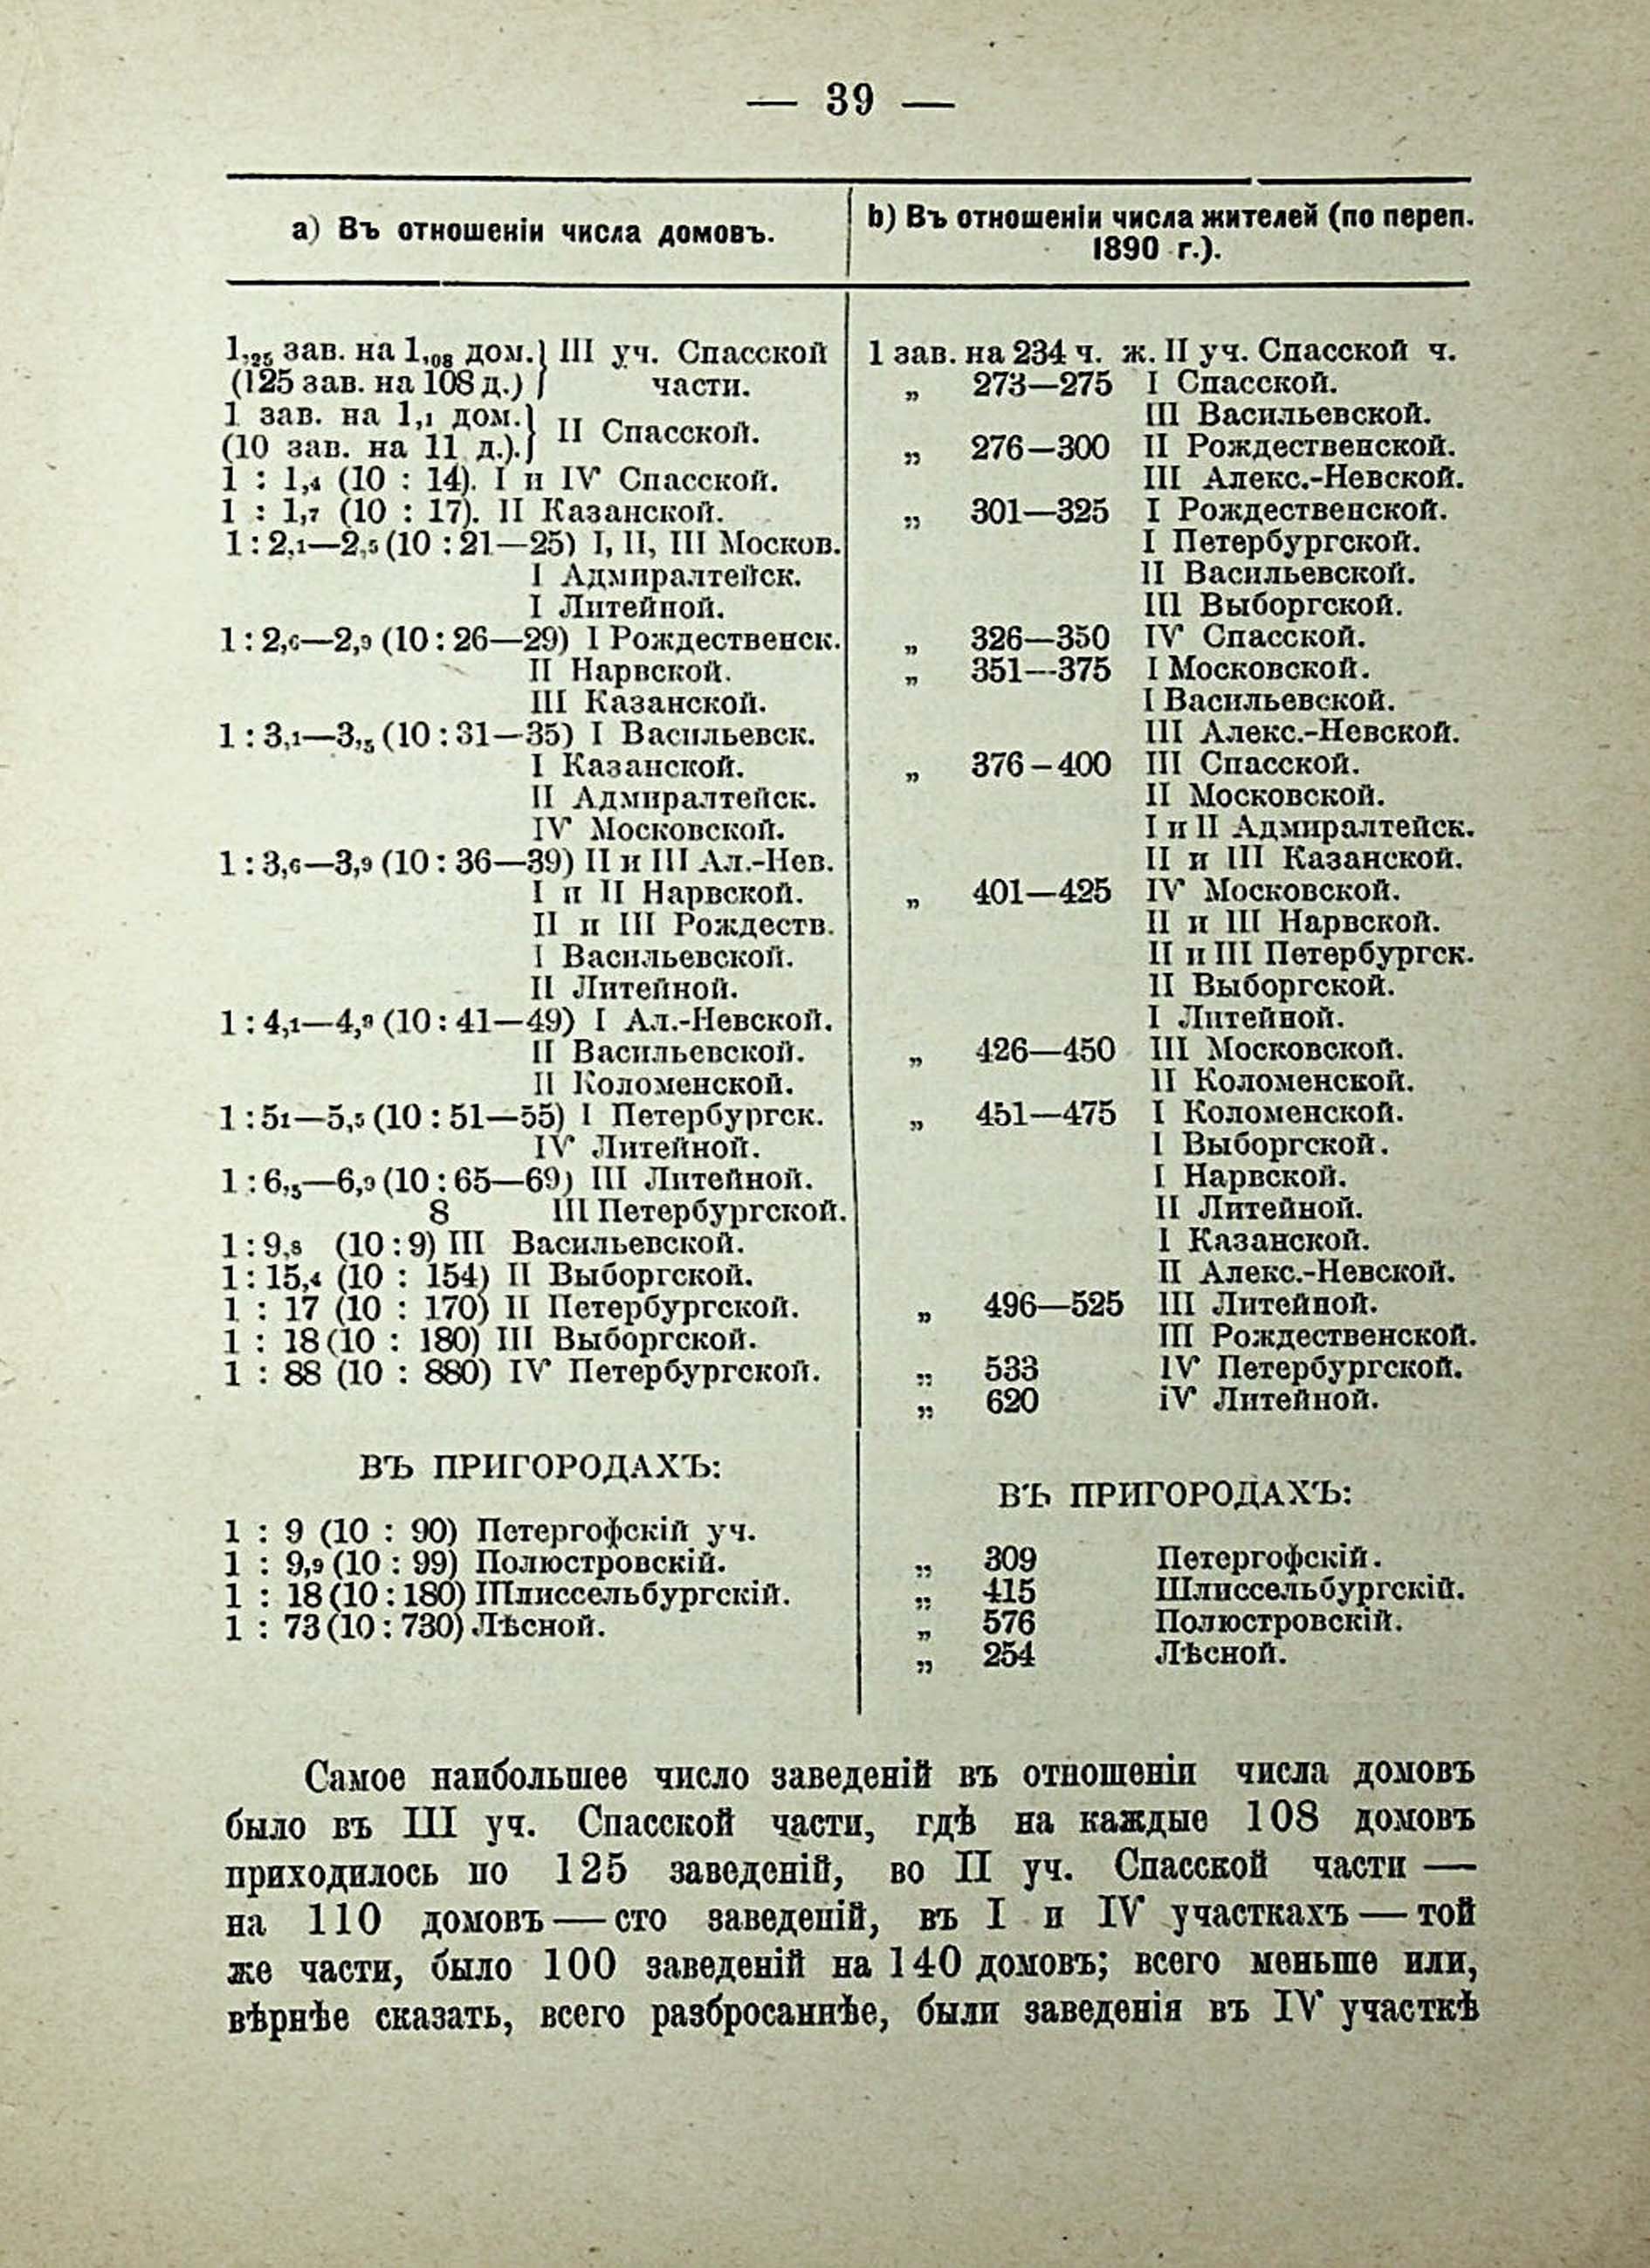 — 39 —
а) Въ отношеніи числа домовъ.
1,25 зав. на 1,08 дом.} III уч. Спасской
(125 зав. на 108 д.) } части.
1 зав. на 1,1 дом.} II Спасской.
(10 зав. на 11 д.).}
1 : 1,4 (10 : 14). I и IV Спасской.
1 : 1,7 (10 : 17). II Казанской.
1 : 2,1—2,5 (10 : 21—25) I, II, III Москов.
I Адмиралтейск.
I Литейной.
1 : 2,6—2,9 (10 : 26—29) I Рождественск.
II Нарвской.
III Казанской.
1 : 3,1—3,5 (10 : 31—35) I Васильевск.
I Казанской.
II Адмиралтейск.
IV Московской.
1 : 3,6—3,9 (10 : 36—39) II и III Ал.-Нев.
I и II Нарвской.
II и III Рождеств.
I Васильевской.
II Литейной.
1 : 4,1—4,9 (10 : 41—49) I Ал.-Невской.
II Васильевской.
II Коломенской.
1 : 51—5,5 (10 : 51—55) I Петербургск.
IV Литейной.
1 : 6,5—6,9 (10 : 65—69) III Литейной.
8 III Петербургской.
1 : 9,8 (10 : 9) III Васильевской.
1 : 15,4 (10 : 154) II Выборгской.
1 : 17 (10 : 170) II Петербургской.
1 : 18 (10 : 180) III Выборгской.
1 : 88 (10 : 880) IV Петербургской.
ВЪ ПРИГОРОДАХЪ:
1 : 9 (10 : 90) Петергофскій уч.
1 : 9,9 (10 : 99) Полюстровскій.
1 : 18 (10 : 180) Шлиссельбургскій.
1 : 73 (10 : 730) Лѣсной.
b) Въ отношеніи числа жителей (по переп.
1890 г.).
1 зав. на 234 ч. ж. II уч. Спасской ч.
„ 273—275 I Спасской.
III Васильевской.
„ 276—300 II Рождественской.
III Алекс.-Невской.
„ 301—325 I Рождественской.
I Петербургской.
II Васильевской.
III Выборгской.
„ 326—350 IV Спасской.
„ 351—375 I Московской.
I Васильевской.
III Алекс.-Невской.
„ 376—400 III Спасской.
II Московской.
I и II Адмиралтейск.
II и III Казанской.
„ 401—425 IV Московской.
II и III Нарвской.
II и III Петербургск.
II Выборгской.
I Литейной.
„ 426—450 III Московской.
II Коломенской.
„ 451—475 I Коломенской.
I Выборгской.
I Нарвской.
II Литейной.
I Казанской.
II Алекс.-Невской.
„ 496—525 III Литейной.
III Рождественской.
„ 533 IV Петербургской.
„ 620 iV Литейной.
ВЪ ПРИГОРОДАХЪ:
„ 309 Петергофскій.
„ 415 Шлиссельбургскій.
„ 576 Полюстровскій.
„ 254 Лѣсной.
Самое наибольшее число заведеній въ отношеніи числа домовъ
было въ III уч. Спасской части, гдѣ на каждые 108 домовъ
приходилось по 125 заведеній, во II уч. Спасской части —
на 110 домовъ — сто заведеній, въ I и IV участкахъ — той
же части, было 100 заведеній на 140 домовъ; всего меньше или,
вѣрнѣе сказать, всего разбросаннѣе, были заведенія въ IV участкѣ